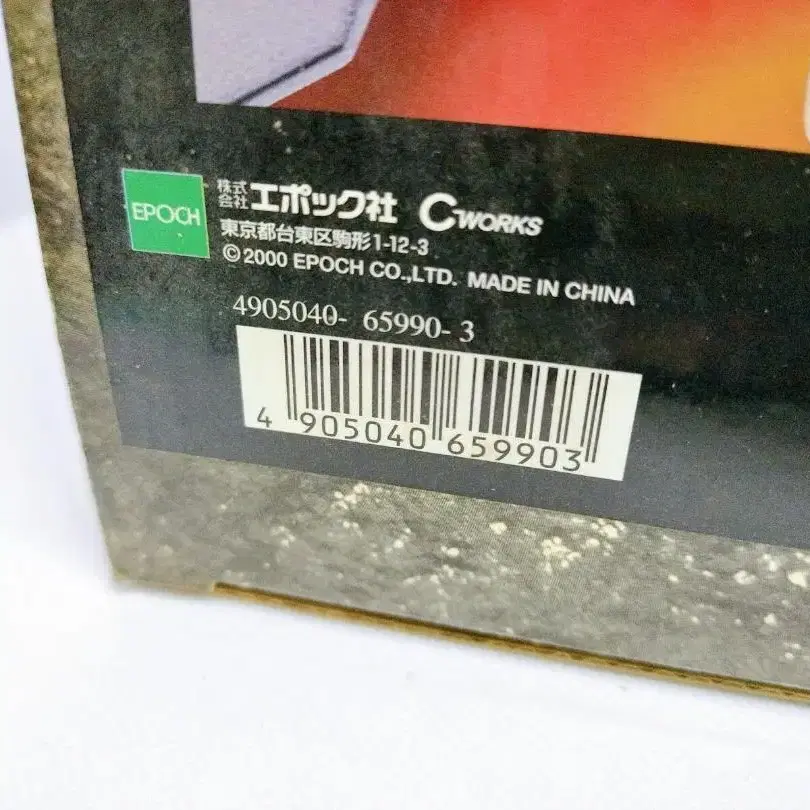 EPOCH
株式会社 エポック社 C-WORKS
東京都台東区駒形1-12-3
© 2000 EPOCH CO.,LTD. MADE IN CHINA
4905040- 65990- 3
4 905040 659903